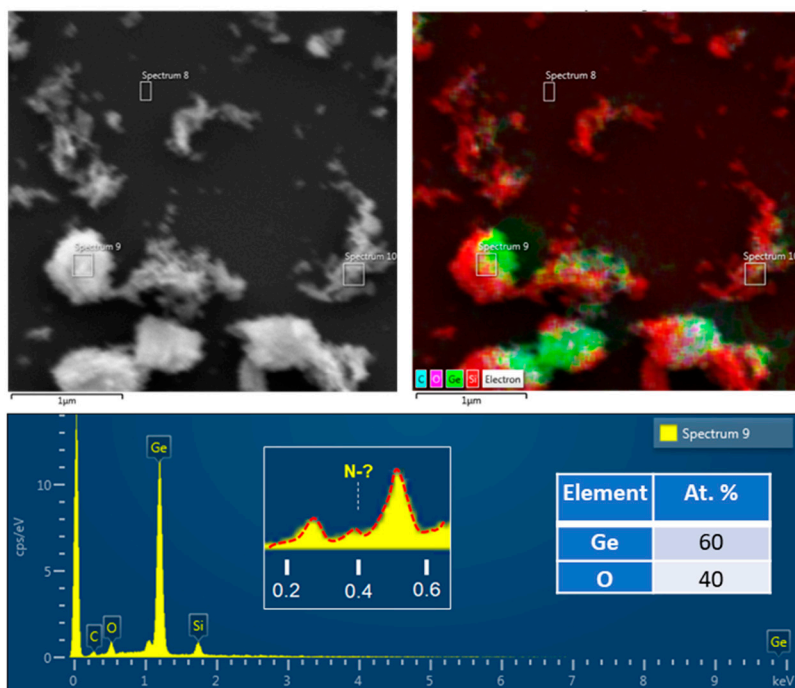 Spectrum 8
Spectrum 9
Spectrum 10
1µm
Spectrum 8
Spectrum 9
Spectrum 10
C O Ge Si Electron
1µm
Spectrum 9
cps/eV
10
5
0
C
O
Ge
Si
Ge
0 1 2 3 4 5 6 7 8 9 keV
N-?
0.2 0.4 0.6
Element At. %
Ge 60
O 40